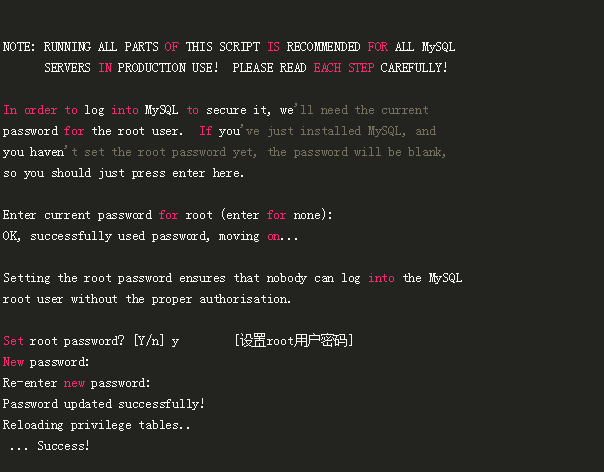 NOTE: RUNNING ALL PARTS OF THIS SCRIPT IS RECOMMENDED FOR ALL MySQL
SERVERS IN PRODUCTION USE!  PLEASE READ EACH STEP CAREFULLY!
In order to log into MySQL to secure it, we'll need the current
password for the root user.  If you've just installed MySQL, and
you haven't set the root password yet, the password will be blank,
so you should just press enter here.
Enter current password for root (enter for none):
OK, successfully used password, moving on...
Setting the root password ensures that nobody can log into the MySQL
root user without the proper authorisation.
Set root password? [Y/n] y        [设置root用户密码]
New password:
Re-enter new password:
Password updated successfully!
Reloading privilege tables..
... Success!